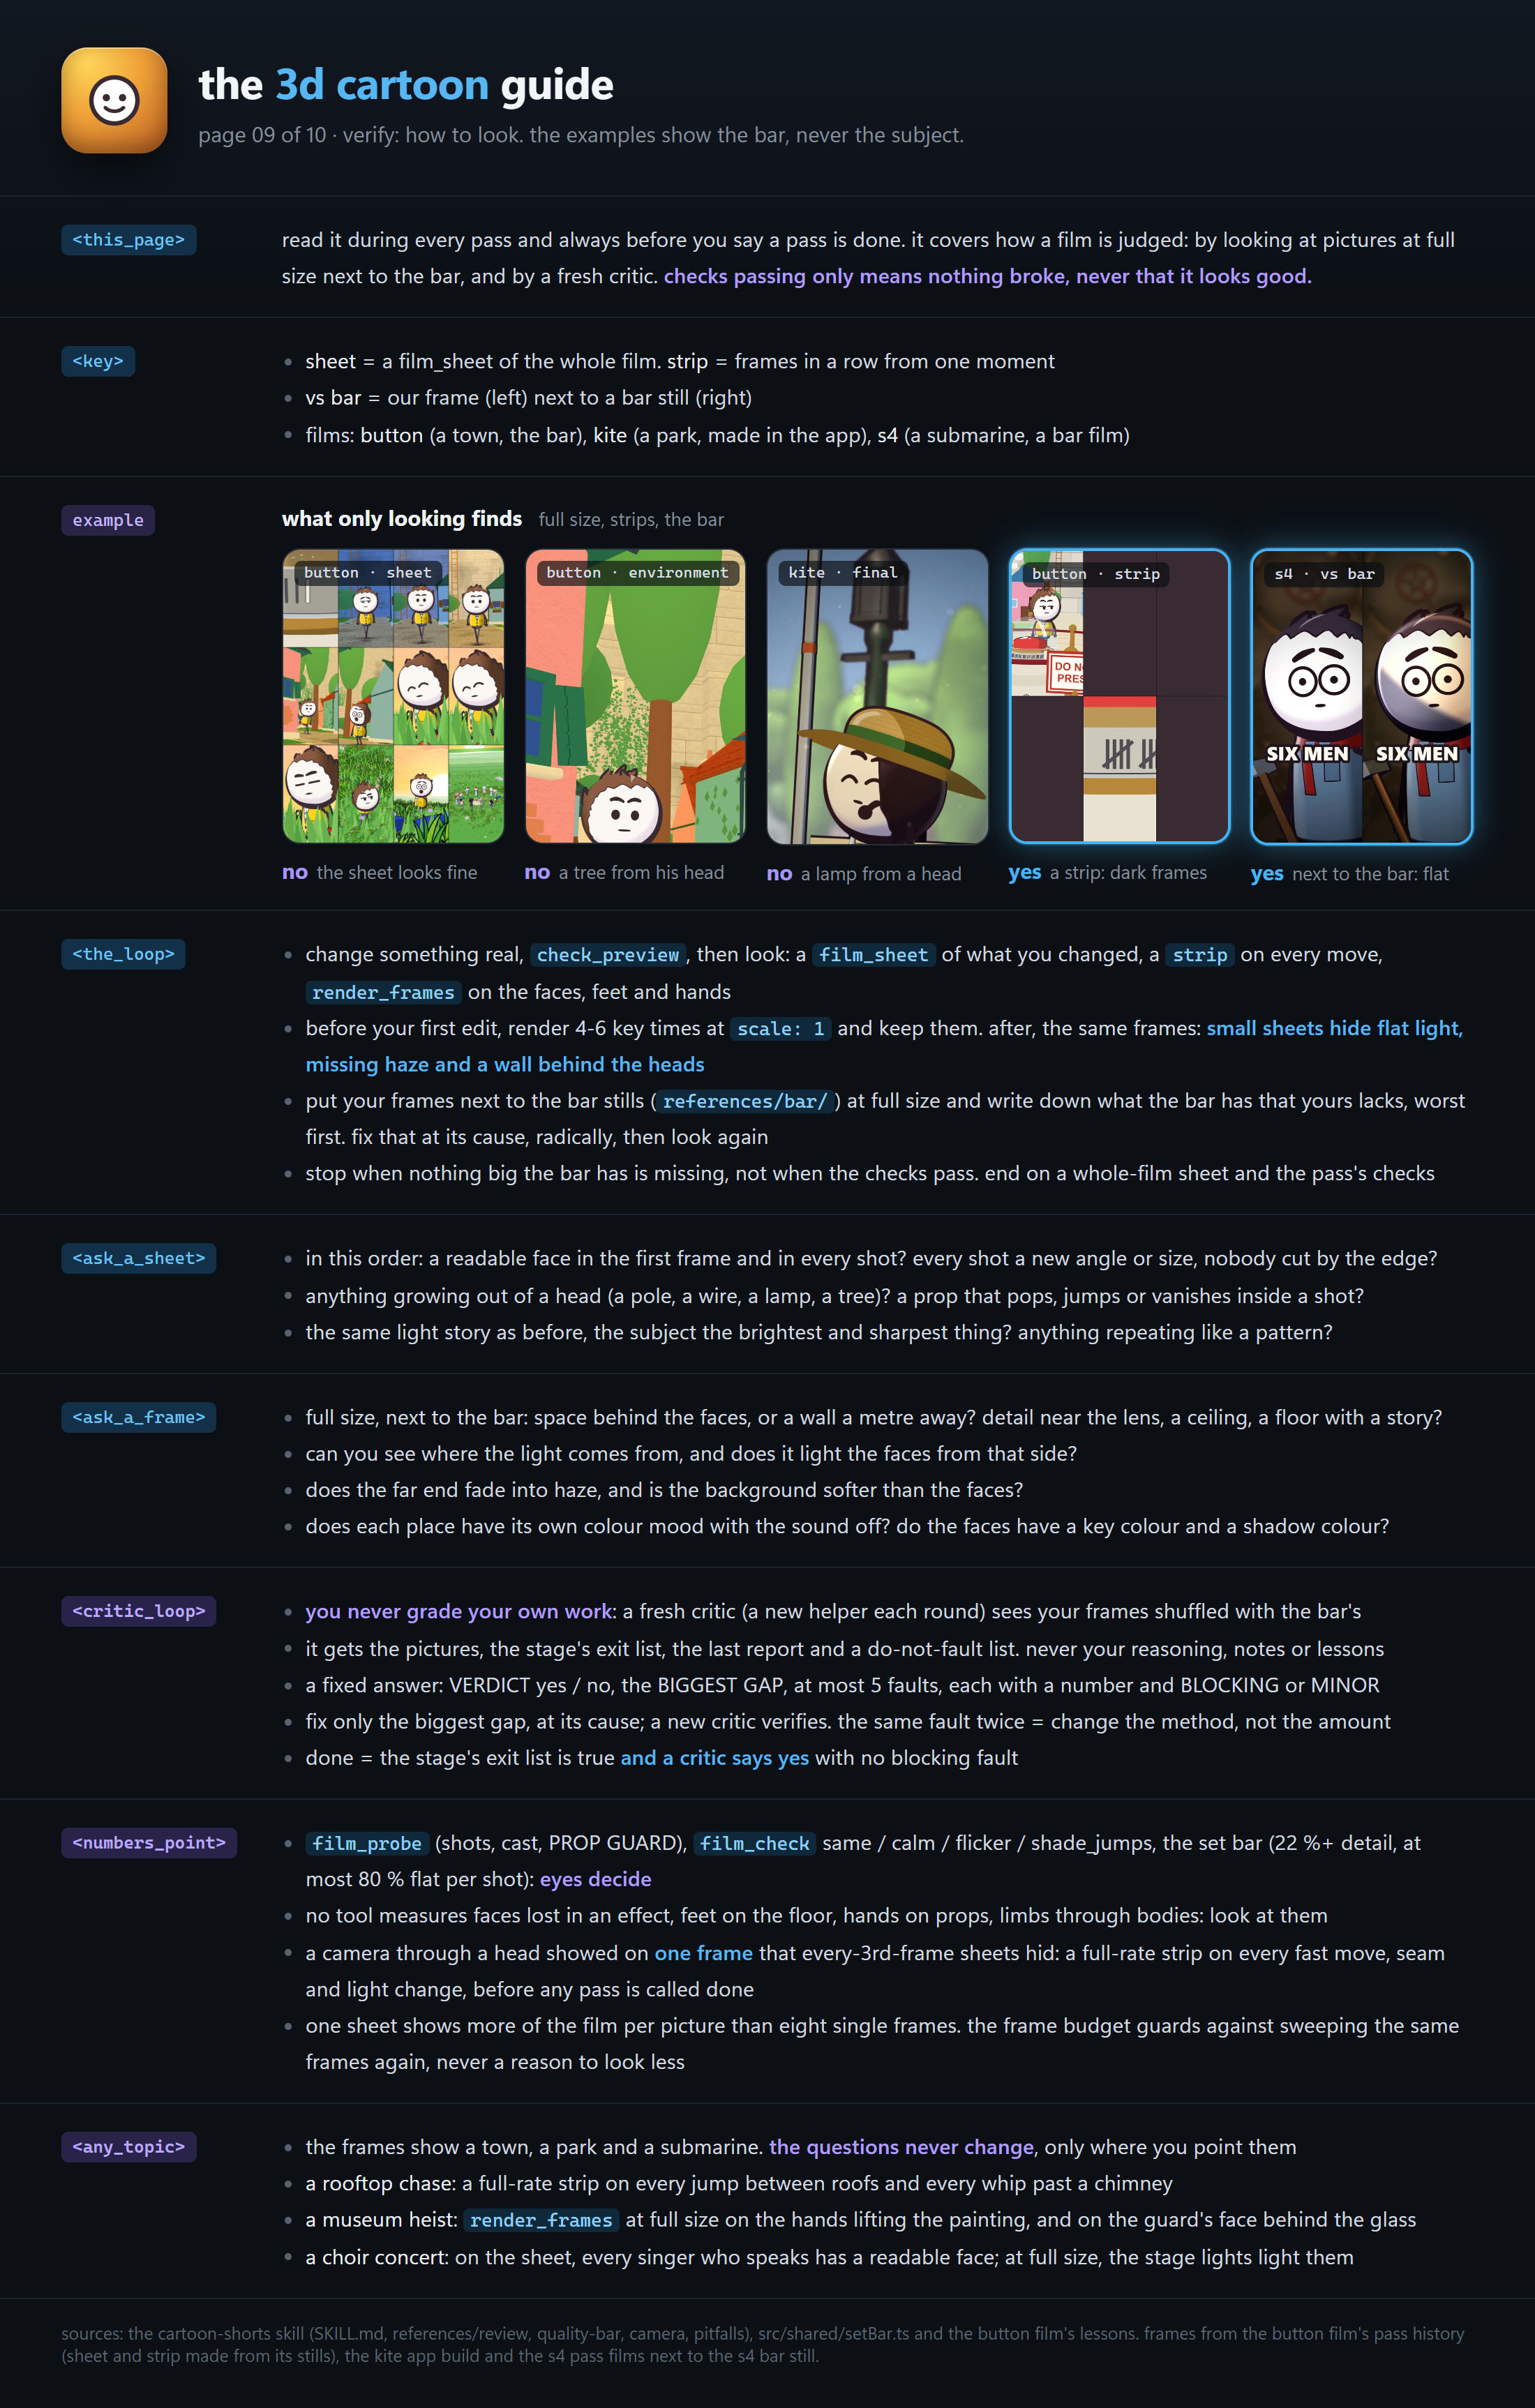 the 3d cartoon guide
page 09 of 10 · verify: how to look. the examples show the bar, never the subject.
<this_page>
read it during every pass and always before you say a pass is done. it covers how a film is judged: by looking at pictures at full
size next to the bar, and by a fresh critic. checks passing only means nothing broke, never that it looks good.
<key>
sheet = a film_sheet of the whole film. strip = frames in a row from one moment
vs bar = our frame (left) next to a bar still (right)
films: button (a town, the bar), kite (a park, made in the app), s4 (a submarine, a bar film)
example
what only looking finds full size, strips, the bar
button · sheet
button · environment
kite · final
button · strip
DO N
PRES
s4 · vs bar
SIX MEN
SIX MEN
no the sheet looks fine
no a tree from his head
no a lamp from a head
yes a strip: dark frames
yes next to the bar: flat
<the_loop>
change something real, check_preview, then look: a film_sheet of what you changed, a strip on every move,
render_frames on the faces, feet and hands
before your first edit, render 4-6 key times at scale: 1 and keep them. after, the same frames: small sheets hide flat light,
missing haze and a wall behind the heads
put your frames next to the bar stills (references/bar/) at full size and write down what the bar has that yours lacks, worst
first. fix that at its cause, radically, then look again
stop when nothing big the bar has is missing, not when the checks pass. end on a whole-film sheet and the pass's checks
<ask_a_sheet>
in this order: a readable face in the first frame and in every shot? every shot a new angle or size, nobody cut by the edge?
anything growing out of a head (a pole, a wire, a lamp, a tree)? a prop that pops, jumps or vanishes inside a shot?
the same light story as before, the subject the brightest and sharpest thing? anything repeating like a pattern?
<ask_a_frame>
full size, next to the bar: space behind the faces, or a wall a metre away? detail near the lens, a ceiling, a floor with a story?
can you see where the light comes from, and does it light the faces from that side?
does the far end fade into haze, and is the background softer than the faces?
does each place have its own colour mood with the sound off? do the faces have a key colour and a shadow colour?
<critic_loop>
you never grade your own work: a fresh critic (a new helper each round) sees your frames shuffled with the bar's
it gets the pictures, the stage's exit list, the last report and a do-not-fault list. never your reasoning, notes or lessons
a fixed answer: VERDICT yes / no, the BIGGEST GAP, at most 5 faults, each with a number and BLOCKING or MINOR
fix only the biggest gap, at its cause; a new critic verifies. the same fault twice = change the method, not the amount
done = the stage's exit list is true and a critic says yes with no blocking fault
<numbers_point>
film_probe (shots, cast, PROP GUARD), film_check same / calm / flicker / shade_jumps, the set bar (22 %+ detail, at
most 80 % flat per shot): eyes decide
no tool measures faces lost in an effect, feet on the floor, hands on props, limbs through bodies: look at them
a camera through a head showed on one frame that every-3rd-frame sheets hid: a full-rate strip on every fast move, seam
and light change, before any pass is called done
one sheet shows more of the film per picture than eight single frames. the frame budget guards against sweeping the same
frames again, never a reason to look less
<any_topic>
the frames show a town, a park and a submarine. the questions never change, only where you point them
a rooftop chase: a full-rate strip on every jump between roofs and every whip past a chimney
a museum heist: render_frames at full size on the hands lifting the painting, and on the guard's face behind the glass
a choir concert: on the sheet, every singer who speaks has a readable face; at full size, the stage lights light them
sources: the cartoon-shorts skill (SKILL.md, references/review, quality-bar, camera, pitfalls), src/shared/setBar.ts and the button film's lessons. frames from the button film's pass history
(sheet and strip made from its stills), the kite app build and the s4 pass films next to the s4 bar still.